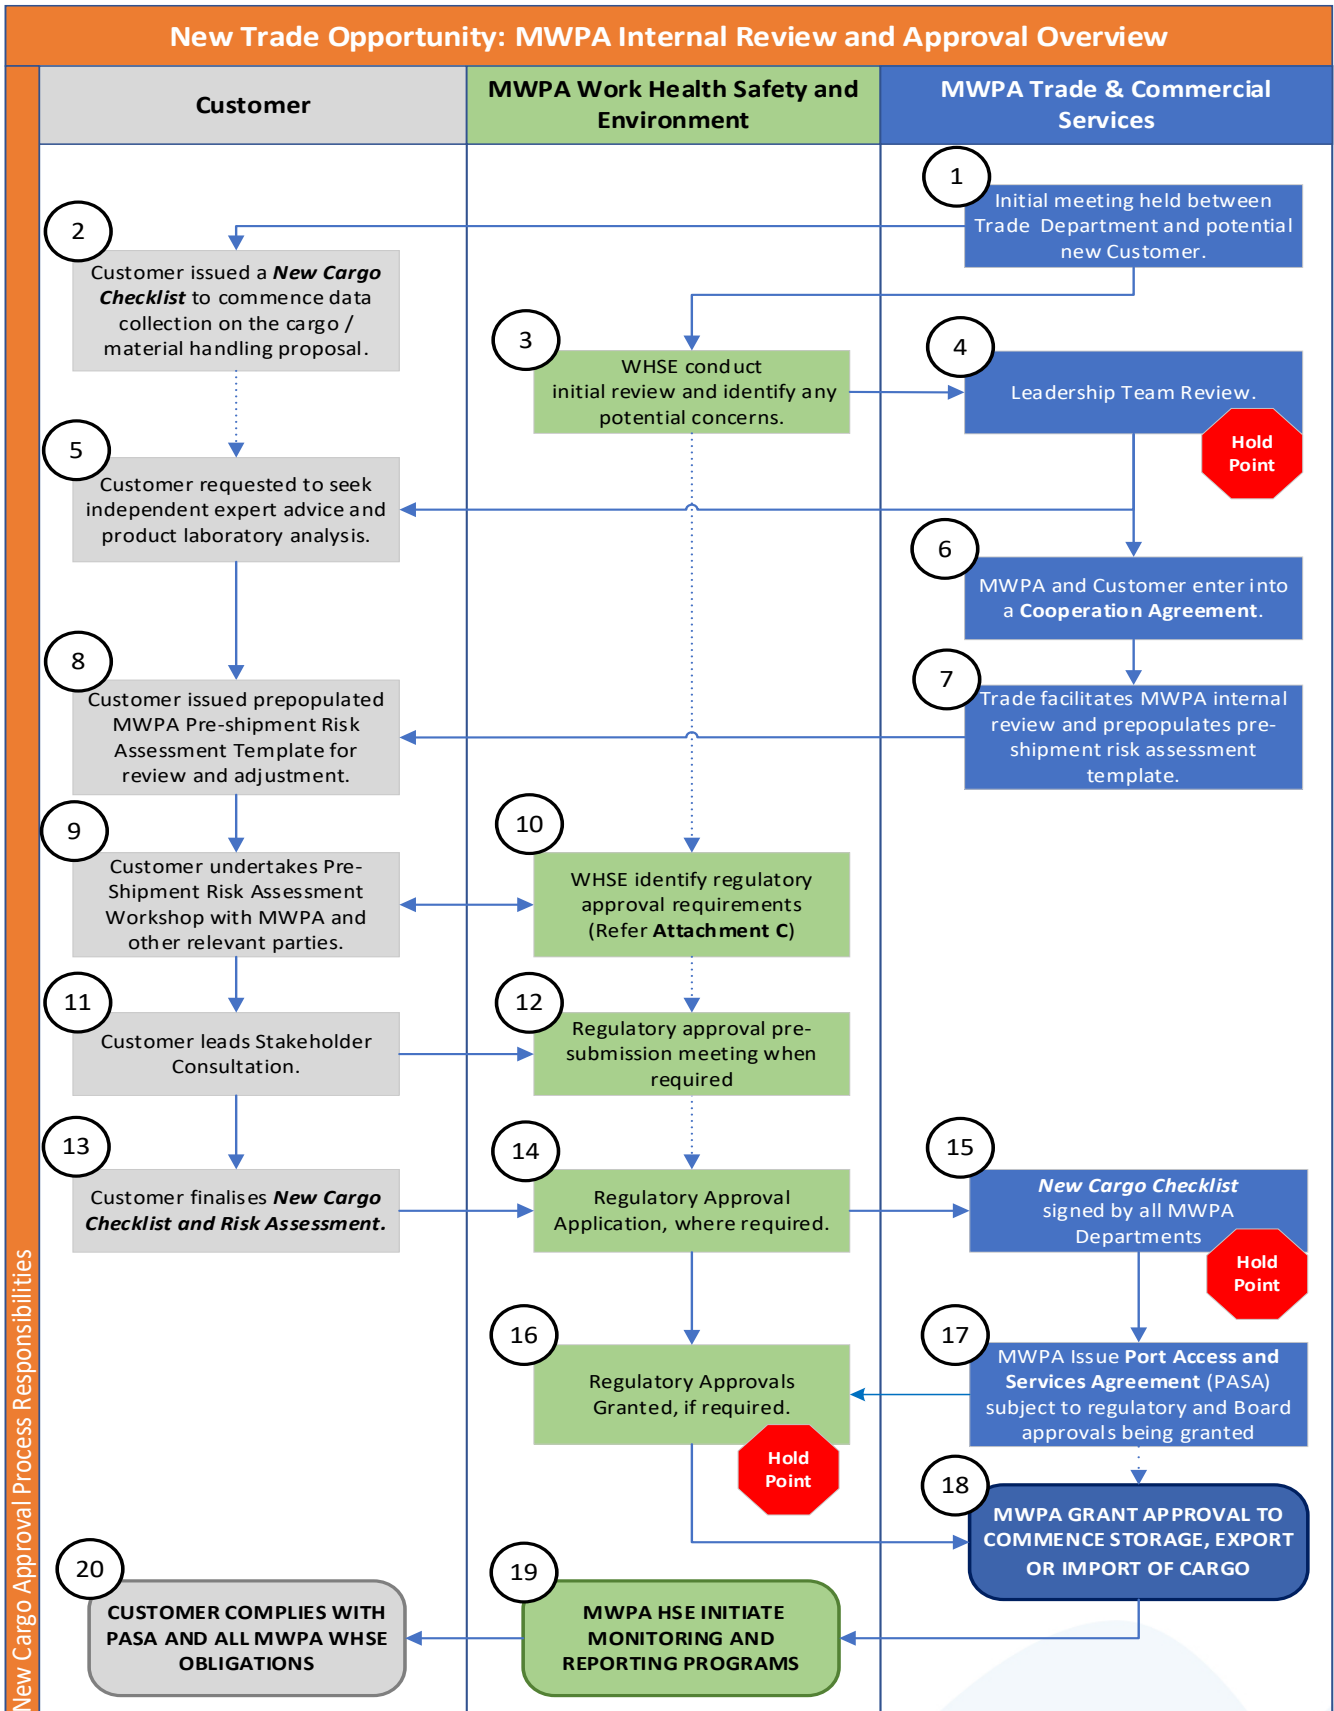 New Trade Opportunity: MWPA Internal Review and Approval Overview
Customer
MWPA Work Health Safety and
Environment
MWPA Trade & Commercial
Services
1
Initial meeting held between
Trade Department and potential
new Customer.
2
Customer issued a New Cargo
Checklist to commence data
collection on the cargo /
material handling proposal.
3
WHSE conduct
initial review and identify any
potential concerns.
4
Leadership Team Review.
Hold
Point
5
Customer requested to seek
independent expert advice and
product laboratory analysis.
6
MWPA and Customer enter into
a Cooperation Agreement.
7
Trade facilitates MWPA internal
review and prepopulates pre-
shipment risk assessment
template.
8
Customer issued prepopulated
MWPA Pre-shipment Risk
Assessment Template for
review and adjustment.
9
Customer undertakes Pre-
Shipment Risk Assessment
Workshop with MWPA and
other relevant parties.
10
WHSE identify regulatory
approval requirements
(Refer Attachment C)
11
Customer leads Stakeholder
Consultation.
12
Regulatory approval pre-
submission meeting when
required
13
Customer finalises New Cargo
Checklist and Risk Assessment.
14
Regulatory Approval
Application, where required.
15
New Cargo Checklist
signed by all MWPA
Departments
Hold
Point
16
Regulatory Approvals
Granted, if required.
Hold
Point
17
MWPA Issue Port Access and
Services Agreement (PASA)
subject to regulatory and Board
approvals being granted
18
MWPA GRANT APPROVAL TO
COMMENCE STORAGE, EXPORT
OR IMPORT OF CARGO
19
MWPA HSE INITIATE
MONITORING AND
REPORTING PROGRAMS
20
CUSTOMER COMPLIES WITH
PASA AND ALL MWPA WHSE
OBLIGATIONS
New Cargo Approval Process Responsibilities